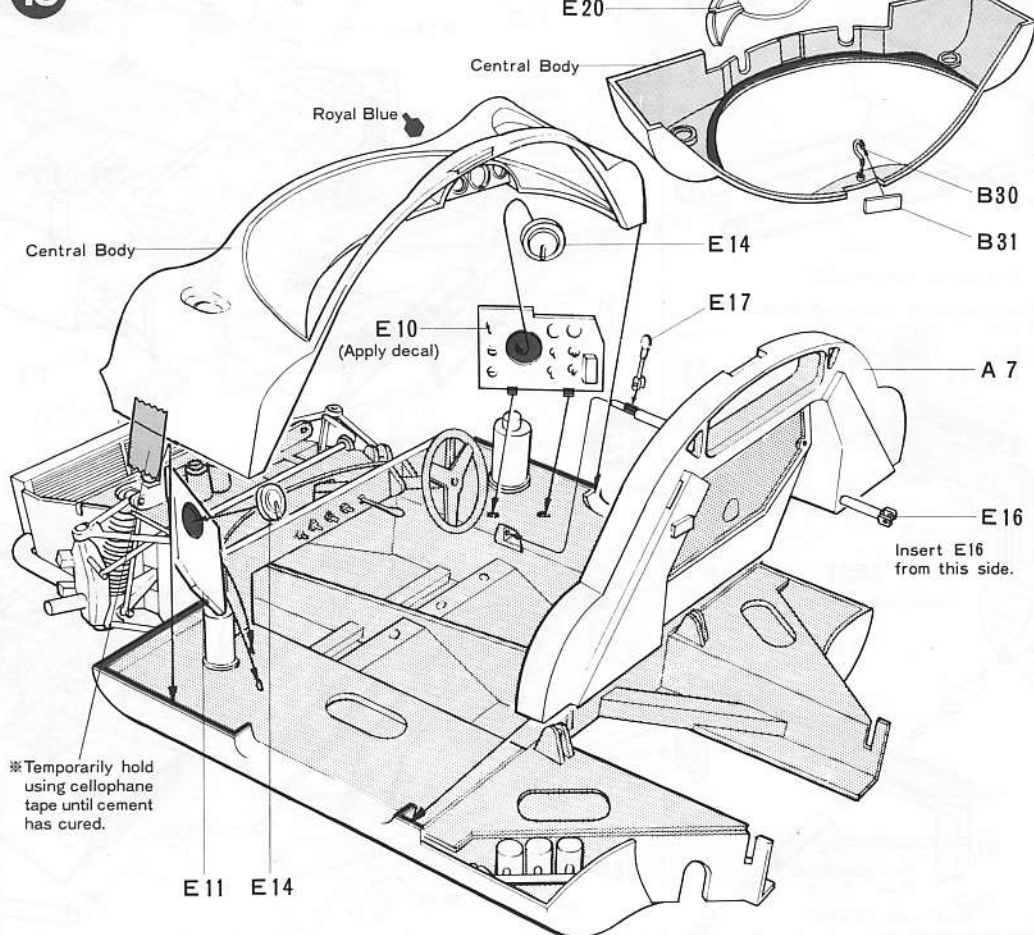 E20
Central Body
Royal Blue
B30
B31
Central Body
E14
E17
E10
(Apply decal)
A 7
E16
Insert E16
from this side.
※Temporarily hold
using cellophane
tape until cement
has cured.
E11
E14